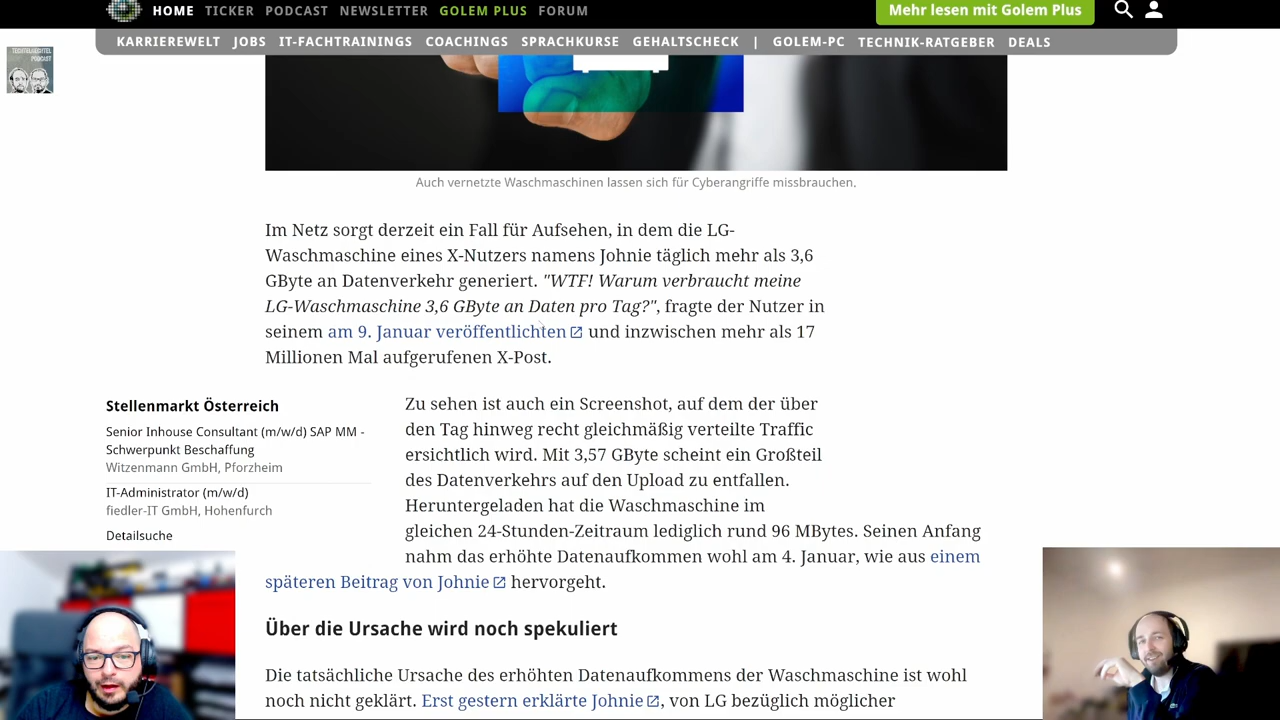 HOME TICKER PODCAST NEWSLETTER GOLEM PLUS FORUM
Mehr lesen mit Golem Plus
KARRIEREWELT JOBS IT-FACHTRAININGS COACHINGS SPRACHKURSE GEHALTSCHECK | GOLEM-PC TECHNIK-RATGEBER DEALS
Auch vernetzte Waschmaschinen lassen sich für Cyberangriffe missbrauchen,
Im Netz sorgt derzeit ein Fall für Aufsehen, in dem die LG-
Waschmaschine eines X-Nutzers namens Johnie täglich mehr als 3,6
GByte an Datenverkehr generiert. "WTF! Warum verbraucht meine
LG-Waschmaschine 3,6 GByte an Daten pro Tag?", fragte der Nutzer in
seinem am 9. Januar veröffentlichten und inzwischen mehr als 17
Millionen Mal aufgerufenen X-Post.
Stellenmarkt Österreich
Senior Inhouse Consultant (m/w/d) SAP MM -
Schwerpunkt Beschaffung
Witzenmann GmbH, Pforzheim
IT-Administrator (m/w/d)
fiedler-IT GmbH, Hohenfurch
Detailsuche
Zu sehen ist auch ein Screenshot, auf dem der über
den Tag hinweg recht gleichmäßig verteilte Traffic
ersichtlich wird. Mit 3,57 GByte scheint ein Großteil
des Datenverkehrs auf den Upload zu entfallen.
Heruntergeladen hat die Waschmaschine im
gleichen 24-Stunden-Zeitraum lediglich rund 96 MBytes. Seinen Anfang
nahm das erhöhte Datenaufkommen wohl am 4. Januar, wie aus einem
späteren Beitrag von Johnie hervorgeht.
Über die Ursache wird noch spekuliert
Die tatsächliche Ursache des erhöhten Datenaufkommens der Waschmaschine ist wohl
noch nicht geklärt. Erst gestern erklärte Johnie, von LG bezüglich möglicher